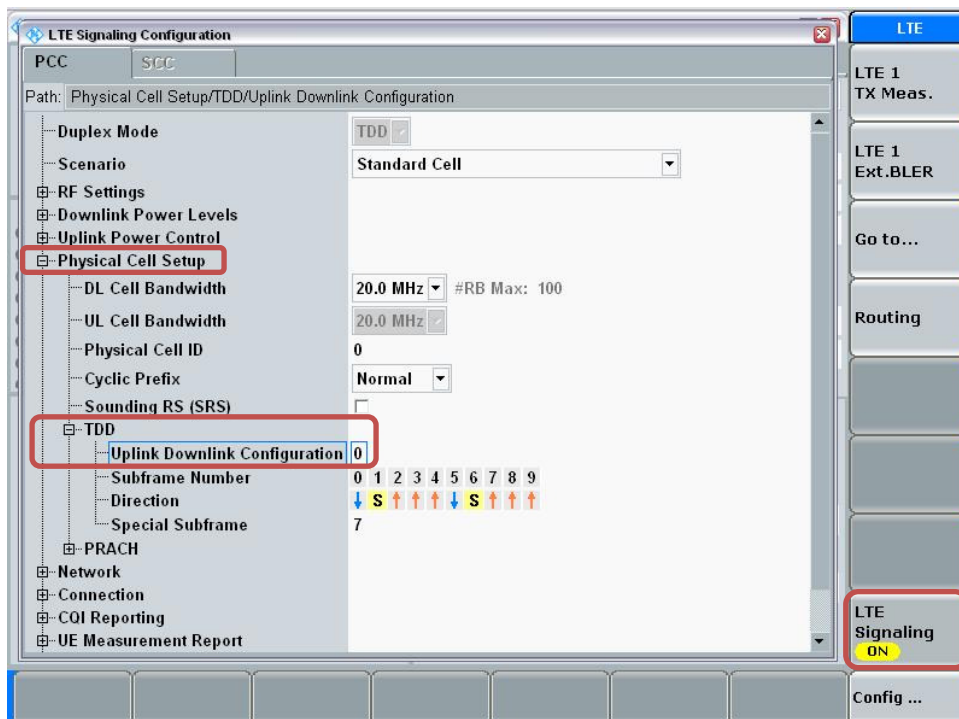 LTE Signaling Configuration
PCC
SCC
Path: Physical Cell Setup/TDD/Uplink Downlink Configuration
Duplex Mode TDD
Scenario Standard Cell
RF Settings
Downlink Power Levels
Uplink Power Control
Physical Cell Setup
DL Cell Bandwidth 20.0 MHz #RB Max: 100
UL Cell Bandwidth 20.0 MHz
Physical Cell ID 0
Cyclic Prefix Normal
Sounding RS (SRS)
TDD
Uplink Downlink Configuration 0
Subframe Number 0 1 2 3 4 5 6 7 8 9
Direction ↓ S ↑ ↑ ↑ ↓ S ↑ ↑ ↑
Special Subframe 7
PRACH
Network
Connection
CQI Reporting
UE Measurement Report
LTE
LTE 1
TX Meas.
LTE 1
Ext.BLER
Go to...
Routing
LTE
Signaling
ON
Config ...